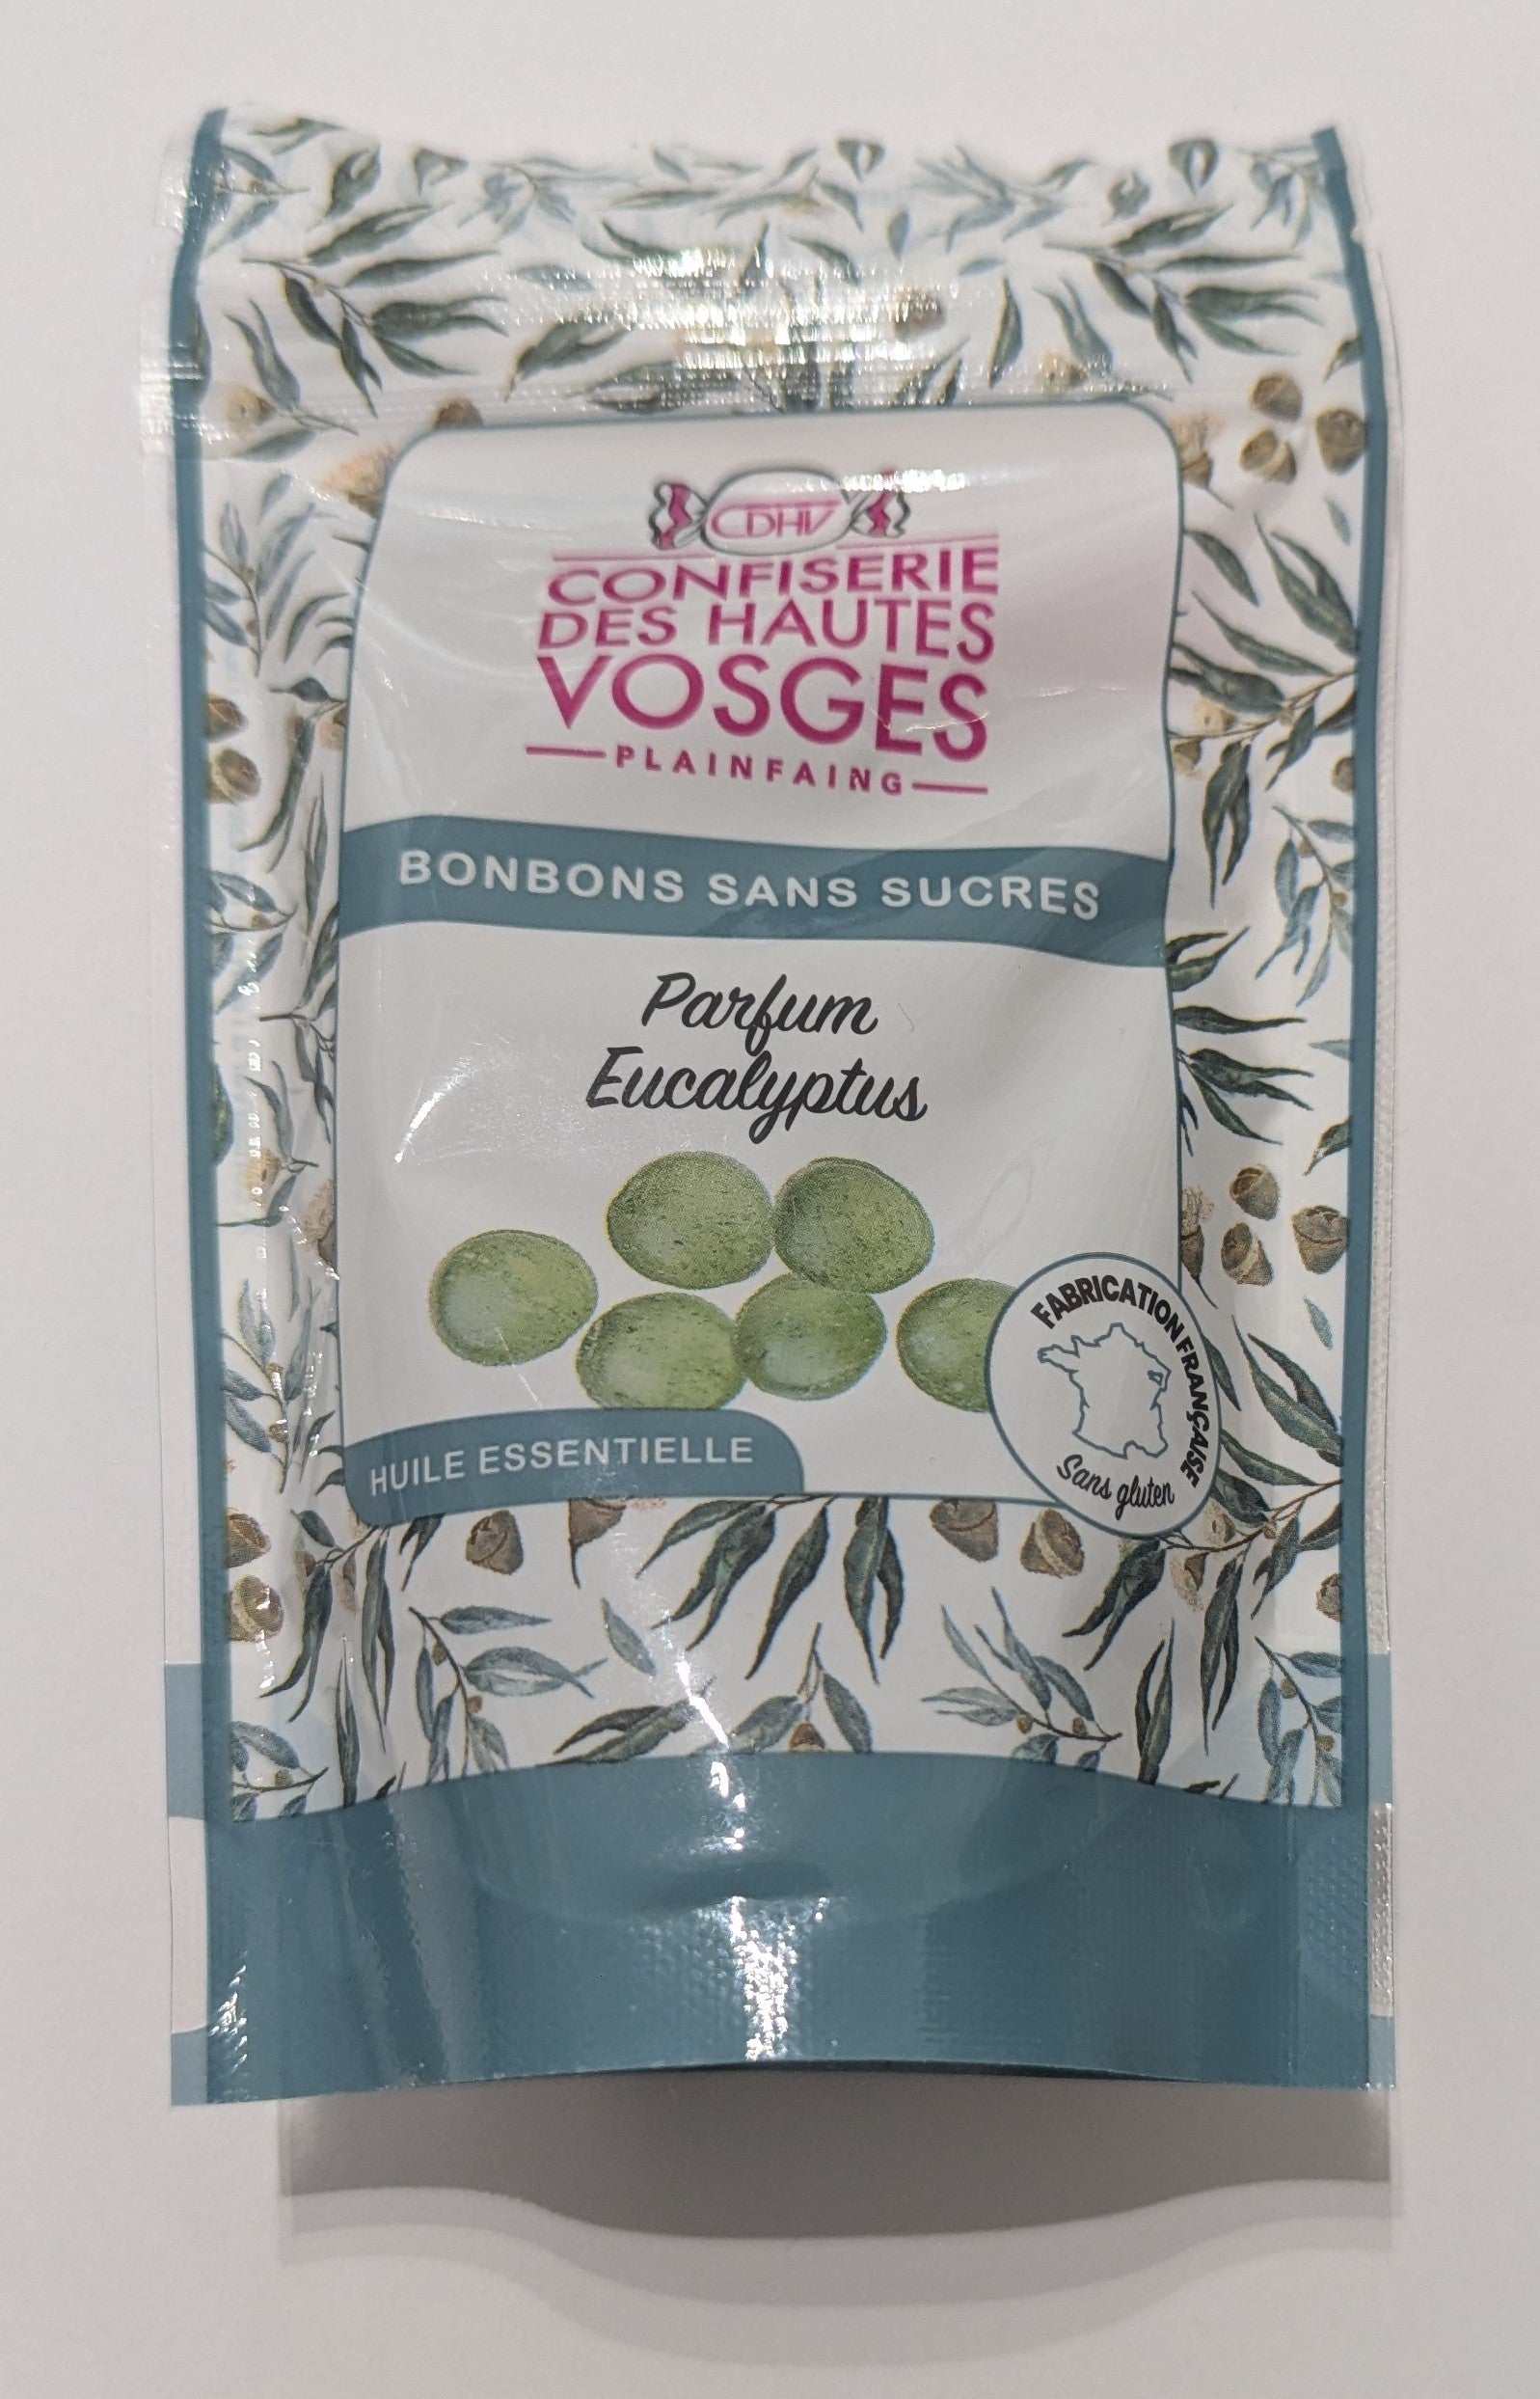 CDHV
CONFISERIE
DES HAUTES
VOSGES
PLAINFAING
BONBONS SANS SUCRES
Parfum
Eucalyptus
FABRICATION FRANÇAISE
Sans gluten
HUILE ESSENTIELLE